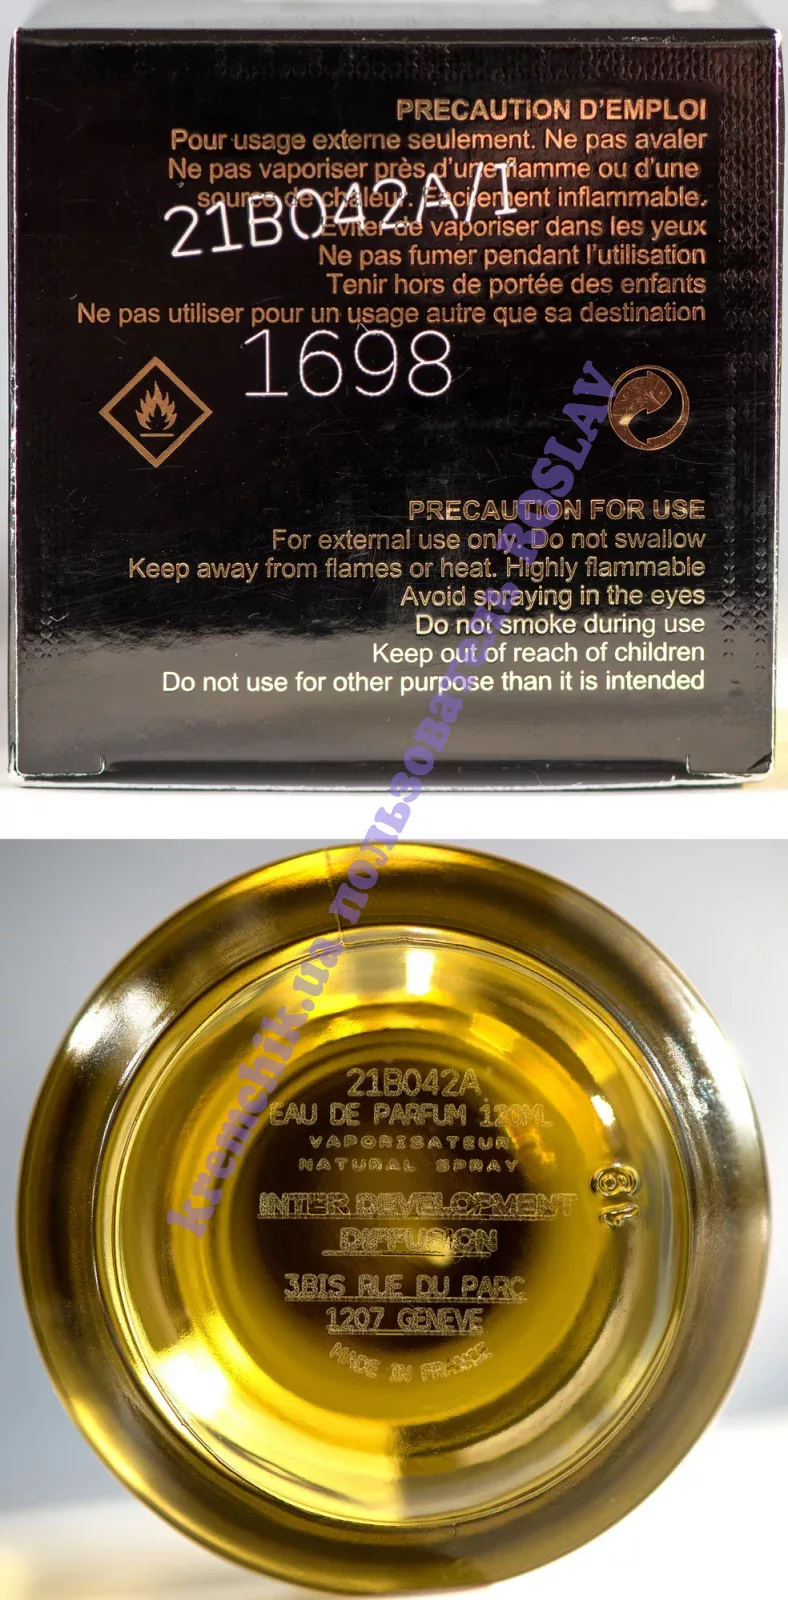 PRECAUTION D'EMPLOI
Pour usage externe seulement. Ne pas avaler
Ne pas vaporiser près d'une flamme ou d'une
source de chaleur. Facilement inflammable.
21B042A/1
Eviter de vaporiser dans les yeux
Ne pas fumer pendant l'utilisation
Tenir hors de portée des enfants
Ne pas utiliser pour un usage autre que sa destination
1698
PRECAUTION FOR USE
For external use only. Do not swallow
Keep away from flames or heat. Highly flammable
Avoid spraying in the eyes
Do not smoke during use
Keep out of reach of children
Do not use for other purpose than it is intended
kremchik.ua пользователь ROSLAV
21B042A
EAU DE PARFUM 120ML
VAPORISATEUR
NATURAL SPRAY
INTER DEVELOPMENT
DIFFUSION
3BIS RUE DU PARC
1207 GENEVE
MADE IN FRANCE
18